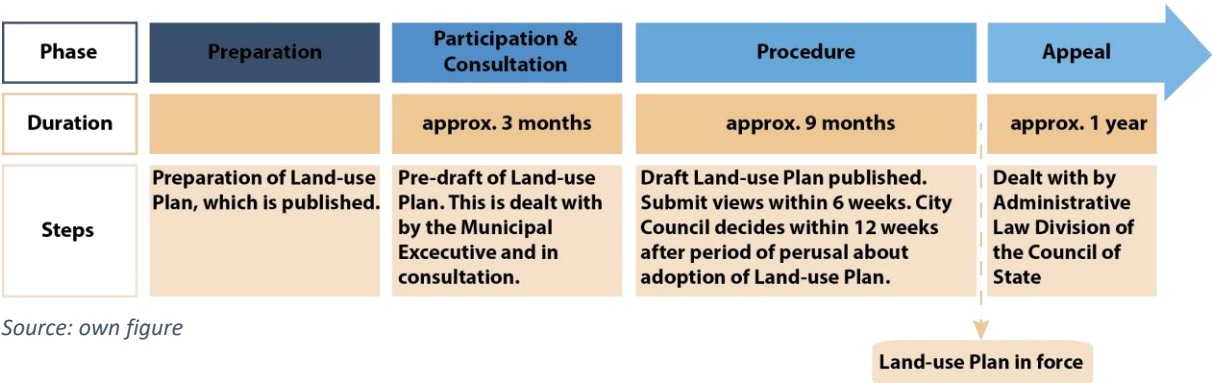 Phase
Preparation
Participation &
Consultation
Procedure
Appeal
Duration
approx. 3 months
approx. 9 months
approx. 1 year
Steps
Preparation of Land-use
Plan, which is published.
Pre-draft of Land-use
Plan. This is dealt with
by the Municipal
Excecutive and in
consultation.
Draft Land-use Plan published.
Submit views within 6 weeks. City
Council decides within 12 weeks
after period of perusal about
adoption of Land-use Plan.
Dealt with by
Administrative
Law Division of
the Council of
State
Source: own figure
Land-use Plan in force